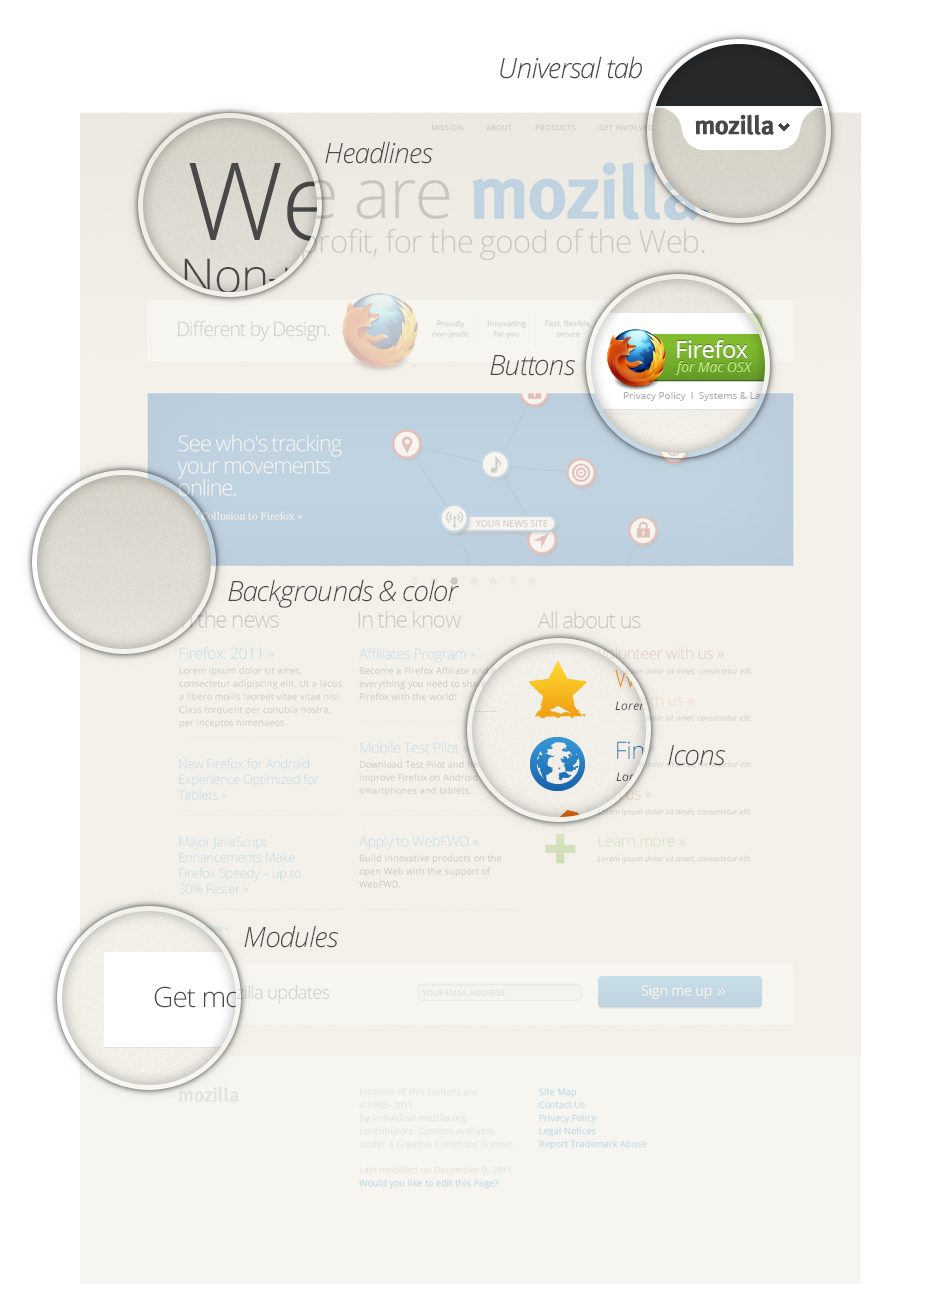 Universal tab
mozilla
MISSION ABOUT PRODUCTS GET INVOLVED
Headlines
We are mozilla.
Non-profit, for the good of the Web.
Different by Design.
Proudly
non-profit
Innovating
for you
Fast, flexible,
secure
Firefox
for Mac OSX
Privacy Policy | Systems & La
Buttons
See who's tracking
your movements
online.
Collusion to Firefox »
YOUR NEWS SITE
Backgrounds & color
the news
Firefox: 2011 »
Lorem ipsum dolor sit amet,
consectetur adipiscing elit. Ut a lacus
a libero mollis laoreet vitae vitae nisi.
Class torquent per conubia nostra,
per inceptos himenaeos.
New Firefox for Android
Experience Optimized for
Tablets »
Major JavaScript
Enhancements Make
Firefox Speedy – up to
30% Faster »
In the know
Affiliates Program »
Become a Firefox Affiliate and
everything you need to share
Firefox with the world!
Mobile Test Pilot »
Download Test Pilot and
improve Firefox on Android
smartphones and tablets.
Apply to WebFWD »
Build innovative products on the
open Web with the support of
WebFWD.
All about us
Volunteer with us »
Lorem ipsum dolor sit amet, consectetur elit.
W
Lorem
with us »
Lorem ipsum dolor sit amet, consectetur elit.
Fin
Lor
Lorem ipsum dolor sit amet, consectetur elit.
us »
Lorem ipsum dolor sit amet, consectetur elit.
Learn more »
Lorem ipsum dolor sit amet, consectetur elit.
Icons
Modules
Get mozilla updates
YOUR EMAIL ADDRESS
Sign me up »
mozilla
Portions of this content are
©1998–2011
by individual mozilla.org
contributors. Content available
under a Creative Commons license.
Last modified on December 9, 2011
Would you like to edit this Page?
Site Map
Contact Us
Privacy Policy
Legal Notices
Report Trademark Abuse